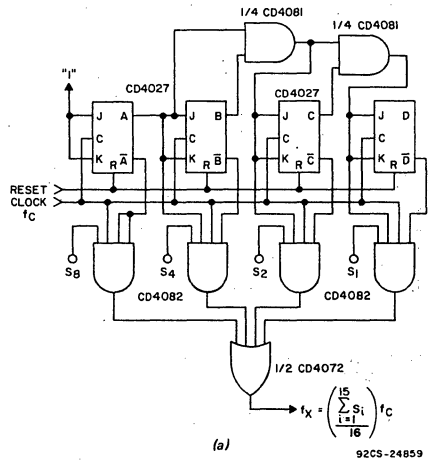 1/4 CD4081
1/4 CD4081
"1"
CD4027
CD4027
J A
C
K R A̅
J B
C
K R B̅
J C
C
K R C̅
J D
C
K R D̅
RESET
CLOCK
fC
S8
S4
S2
S1
CD4082
CD4082
1/2 CD4072
fX = (15 Σ i=1 Si / 16) fC
(a)
92CS-24859